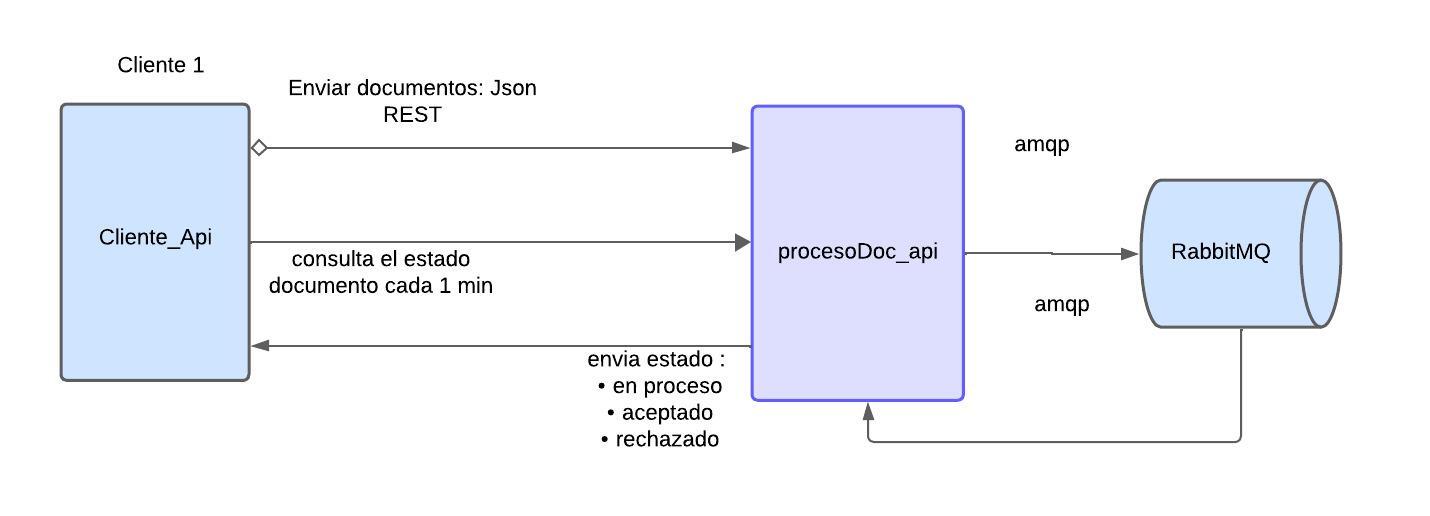 Cliente 1
Enviar documentos: Json
REST
amqp
Cliente_Api
procesoDoc_api
RabbitMQ
consulta el estado
documento cada 1 min
amqp
envia estado :
• en proceso
• aceptado
• rechazado